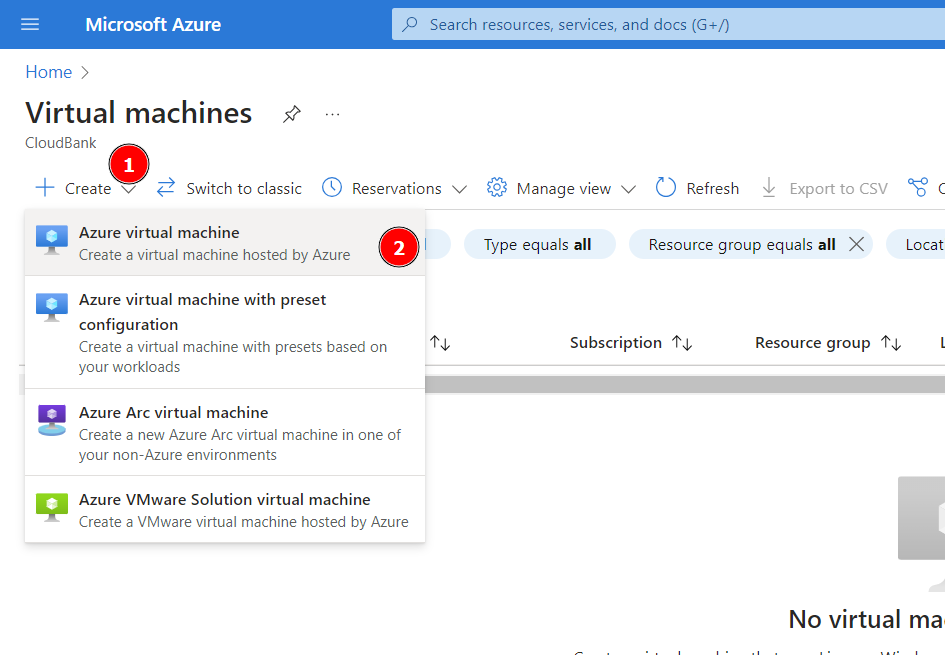 Microsoft Azure
Search resources, services, and docs (G+/)
Home
Virtual machines
...
CloudBank
1
Create
Switch to classic
Reservations
Manage view
Refresh
Export to CSV
Azure virtual machine
Create a virtual machine hosted by Azure
2
Type equals all
Resource group equals all
Azure virtual machine with preset
configuration
Create a virtual machine with presets based on
your workloads
Subscription
Resource group
Azure Arc virtual machine
Create a new Azure Arc virtual machine in one of
your non-Azure environments
Azure VMware Solution virtual machine
Create a VMware virtual machine hosted by Azure
No virtual